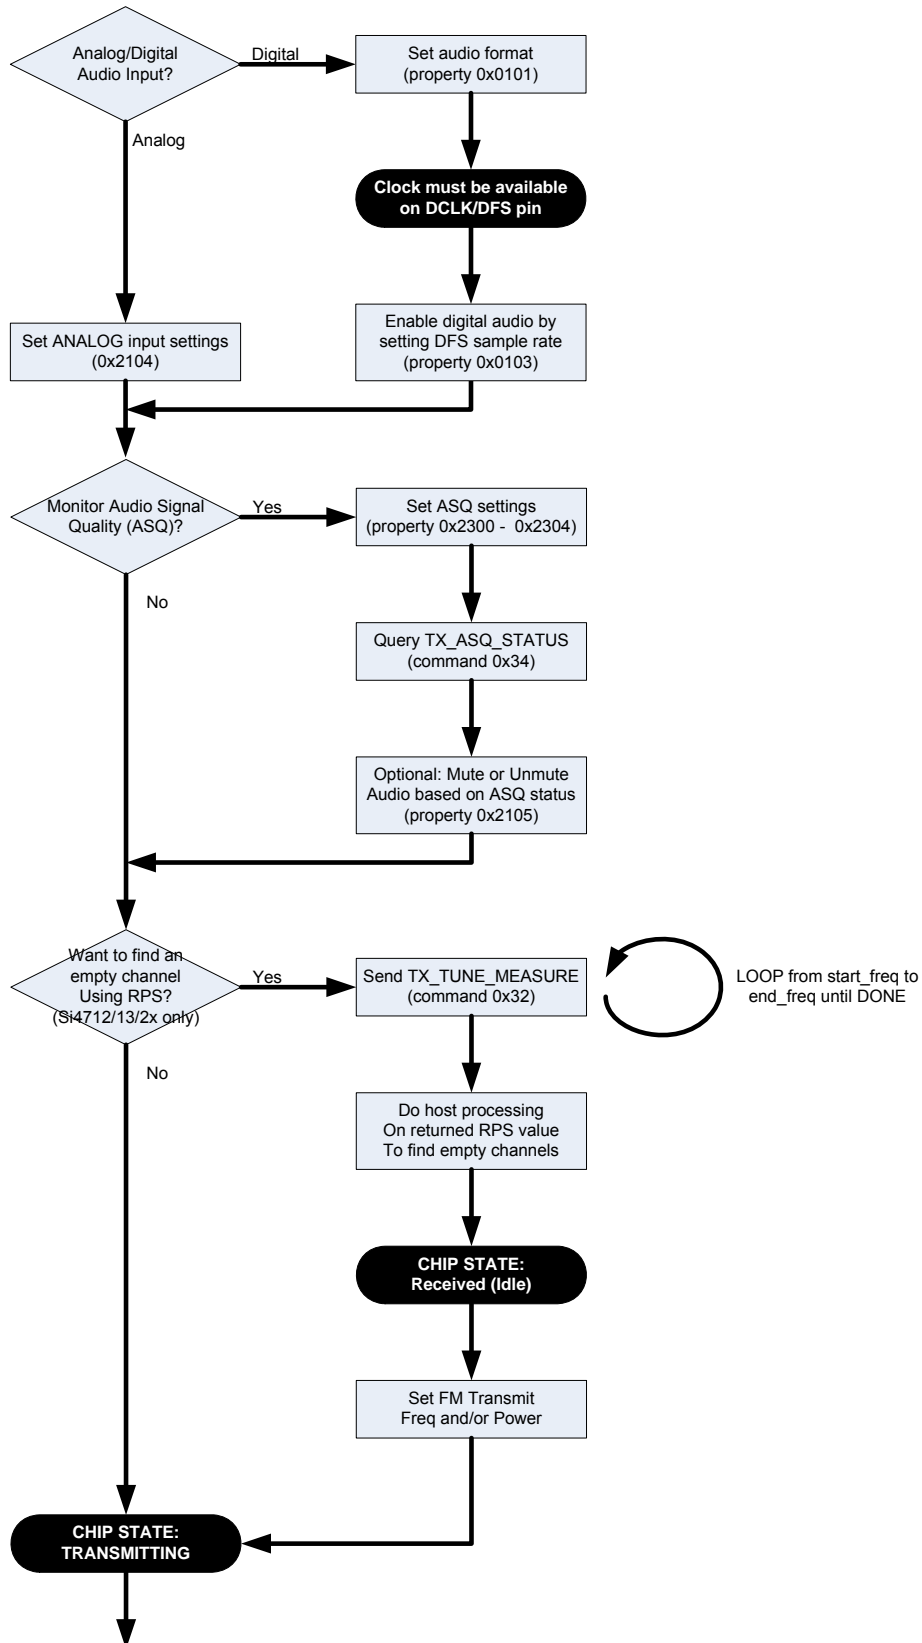 Analog/Digital
Audio Input?
Digital
Set audio format
(property 0x0101)
Analog
Clock must be available
on DCLK/DFS pin
Set ANALOG input settings
(0x2104)
Enable digital audio by
setting DFS sample rate
(property 0x0103)
Monitor Audio Signal
Quality (ASQ)?
Yes
Set ASQ settings
(property 0x2300 - 0x2304)
No
Query TX_ASQ_STATUS
(command 0x34)
Optional: Mute or Unmute
Audio based on ASQ status
(property 0x2105)
Want to find an
empty channel
Using RPS?
(Si4712/13/2x only)
Yes
Send TX_TUNE_MEASURE
(command 0x32)
LOOP from start_freq to
end_freq until DONE
No
Do host processing
On returned RPS value
To find empty channels
CHIP STATE:
Received (Idle)
Set FM Transmit
Freq and/or Power
CHIP STATE:
TRANSMITTING